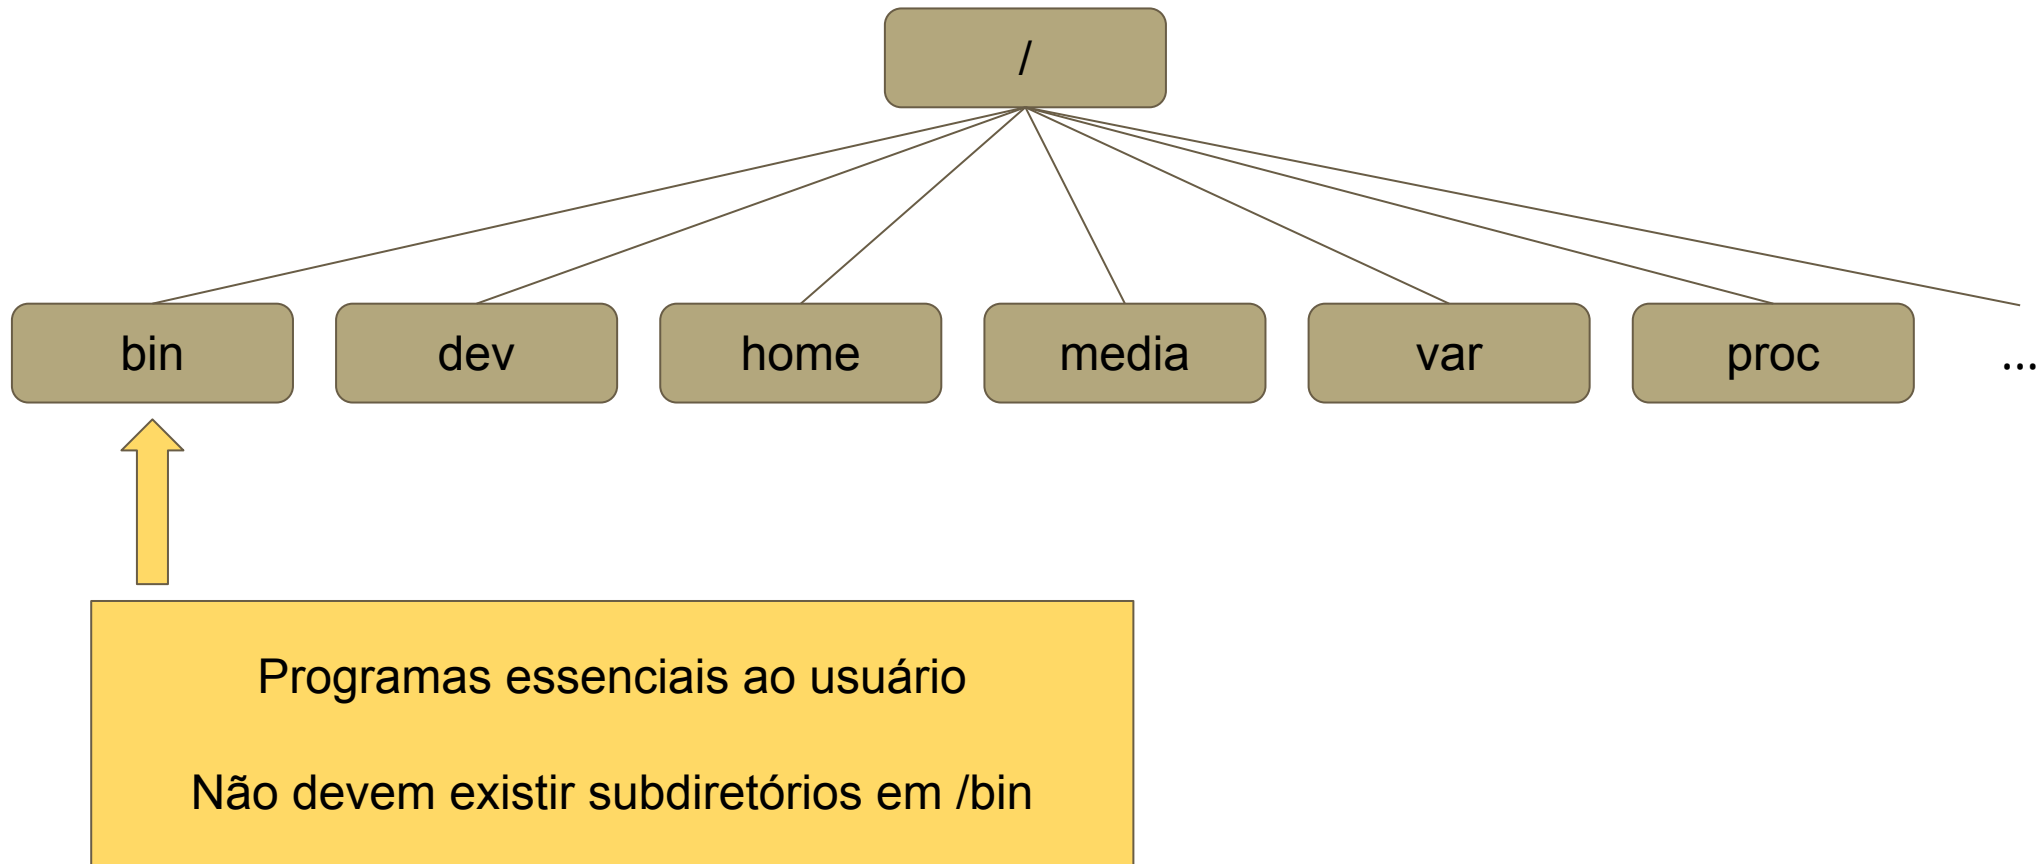 /
bin dev home media var proc ...
Programas essenciais ao usuário
Não devem existir subdiretórios em /bin